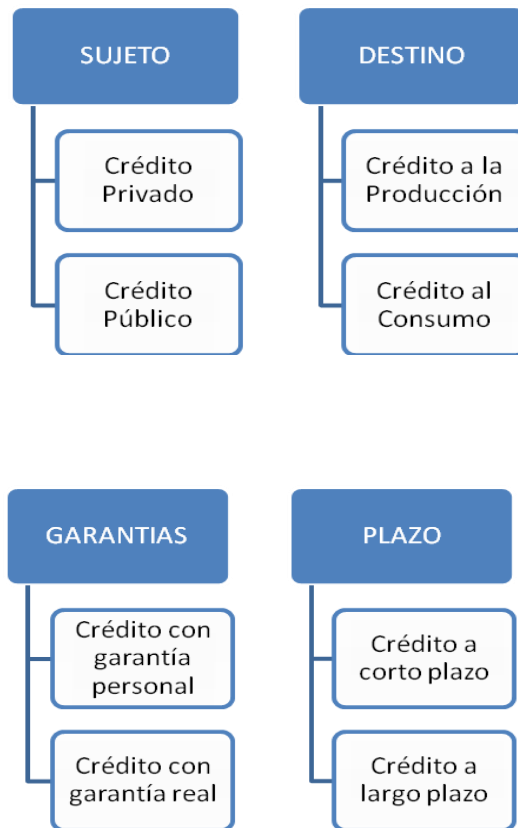 SUJETO
Crédito
Privado
Crédito
Público
DESTINO
Crédito a la
Producción
Crédito al
Consumo
GARANTIAS
Crédito con
garantía
personal
Crédito con
garantía real
PLAZO
Crédito a
corto plazo
Crédito a
largo plazo